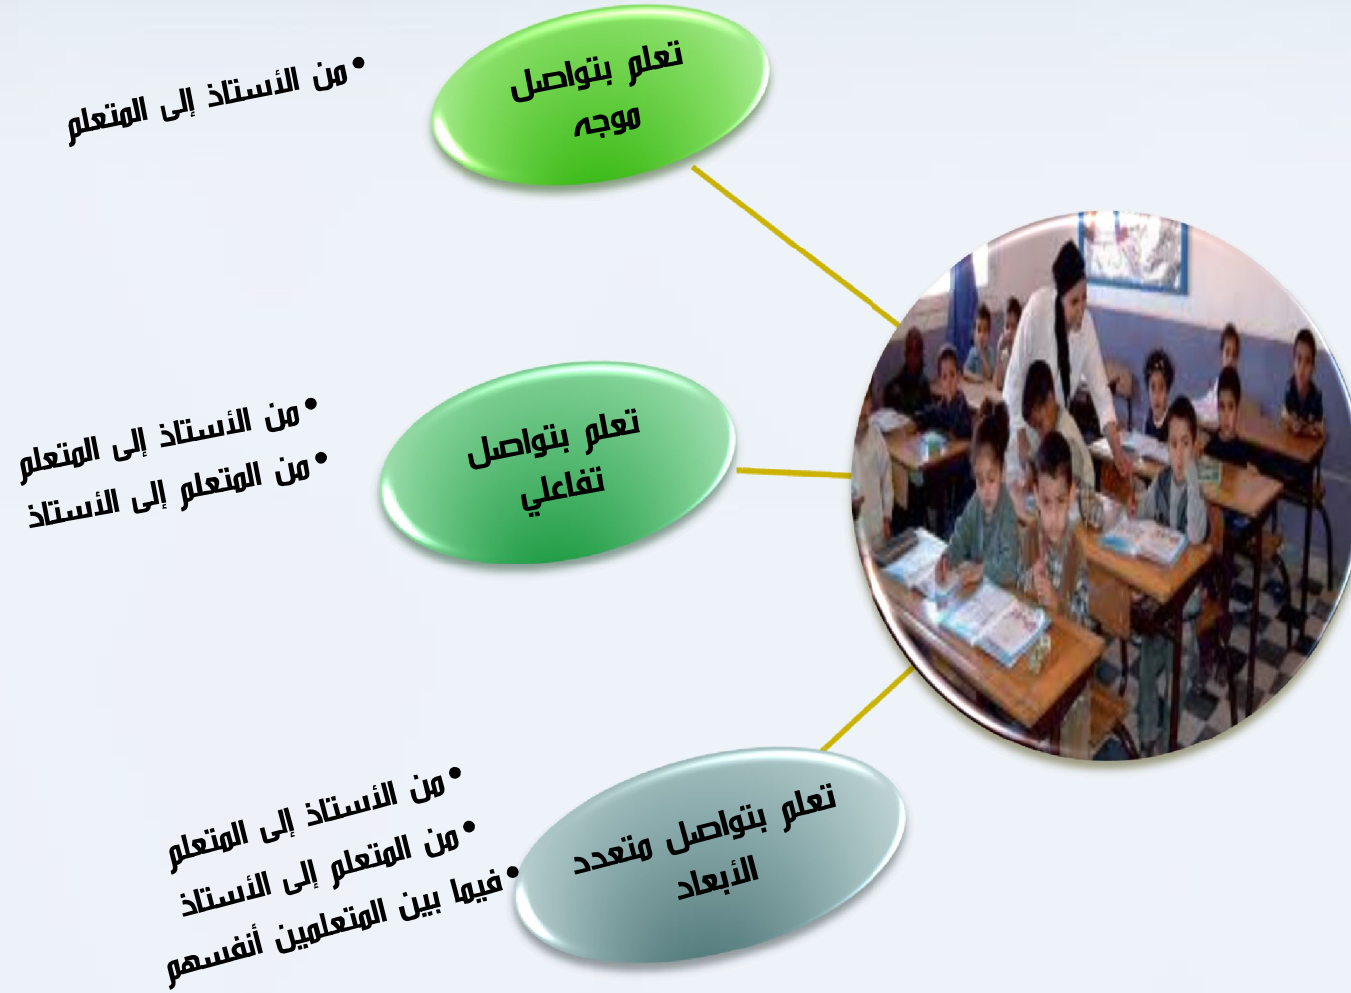 تعلم بتواصل
موجه
•من الأستاذ إلى المتعلم
تعلم بتواصل
تفاعلي
•من الأستاذ إلى المتعلم
•من المتعلم إلى الأستاذ
تعلم بتواصل متعدد
الأبعاد
•من الأستاذ إلى المتعلم
•من المتعلم إلى الأستاذ
•فيما بين المتعلمين أنفسهم